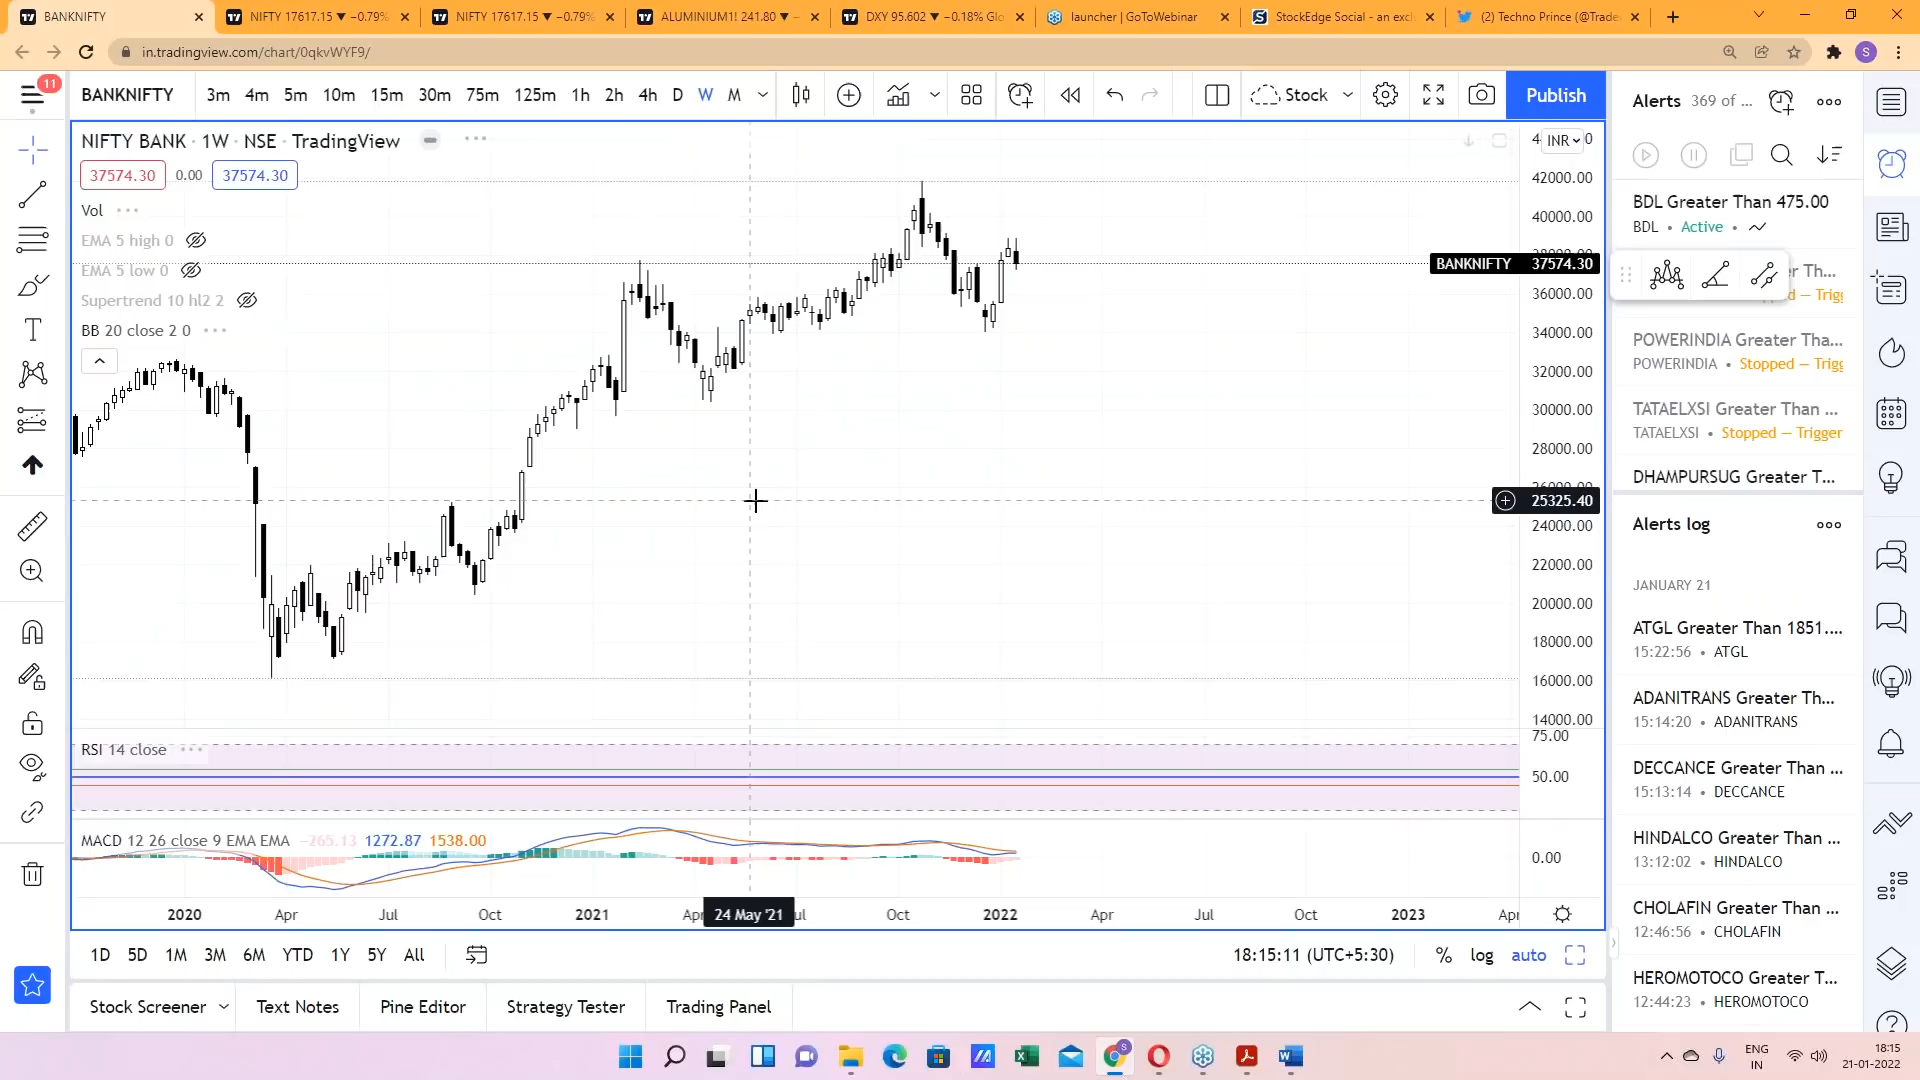 BANKNIFTY
NIFTY 17617.15 ▼ −0.79%
NIFTY 17617.15 ▼ −0.79%
ALUMINIUM1! 241.80 ▼ −
DXY 95.602 ▼ −0.18%
launcher | GoToWebinar
StockEdge Social - an exc
(2) Techno Prince (@Trade
in.tradingview.com/chart/0qkvWYF9/
S
11
BANKNIFTY
3m 4m 5m 10m 15m 30m 75m 125m 1h 2h 4h D W M
Stock
Publish
NIFTY BANK · 1W · NSE · TradingView
37574.30 0.00 37574.30
Vol
EMA 5 high 0
EMA 5 low 0
Supertrend 10 hl2 2
BB 20 close 2 0
INR
42000.00
40000.00
BANKNIFTY 37574.30
36000.00
34000.00
32000.00
30000.00
28000.00
25325.40
24000.00
22000.00
20000.00
18000.00
16000.00
14000.00
RSI 14 close
75.00
50.00
MACD 12 26 close 9 EMA EMA −265.13 1272.87 1538.00
0.00
2020 Apr Jul Oct 2021 24 May '21 Oct 2022 Apr Jul Oct 2023
1D 5D 1M 3M 6M YTD 1Y 5Y All
18:15:11 (UTC+5:30)
% log auto
Stock Screener
Text Notes
Pine Editor
Strategy Tester
Trading Panel
Alerts 369 of ...
BDL Greater Than 475.00
BDL • Active •
POWERINDIA Greater Tha...
POWERINDIA • Stopped — Trigg
TATAELXSI Greater Than ...
TATAELXSI • Stopped — Trigger
DHAMPURSUG Greater T...
Alerts log
JANUARY 21
ATGL Greater Than 1851....
15:22:56 • ATGL
ADANITRANS Greater Th...
15:14:20 • ADANITRANS
DECCANCE Greater Than ...
15:13:14 • DECCANCE
HINDALCO Greater Than ...
13:12:02 • HINDALCO
CHOLAFIN Greater Than ...
12:46:56 • CHOLAFIN
HEROMOTOCO Greater T...
12:44:23 • HEROMOTOCO
ENG
IN
18:15
21-01-2022